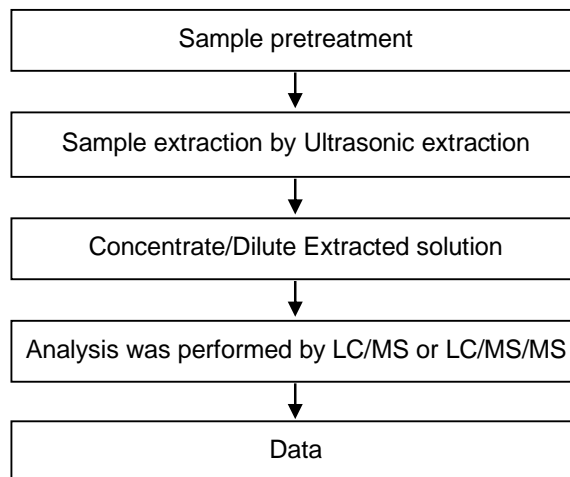 Sample pretreatment
Sample extraction by Ultrasonic extraction
Concentrate/Dilute Extracted solution
Analysis was performed by LC/MS or LC/MS/MS
Data